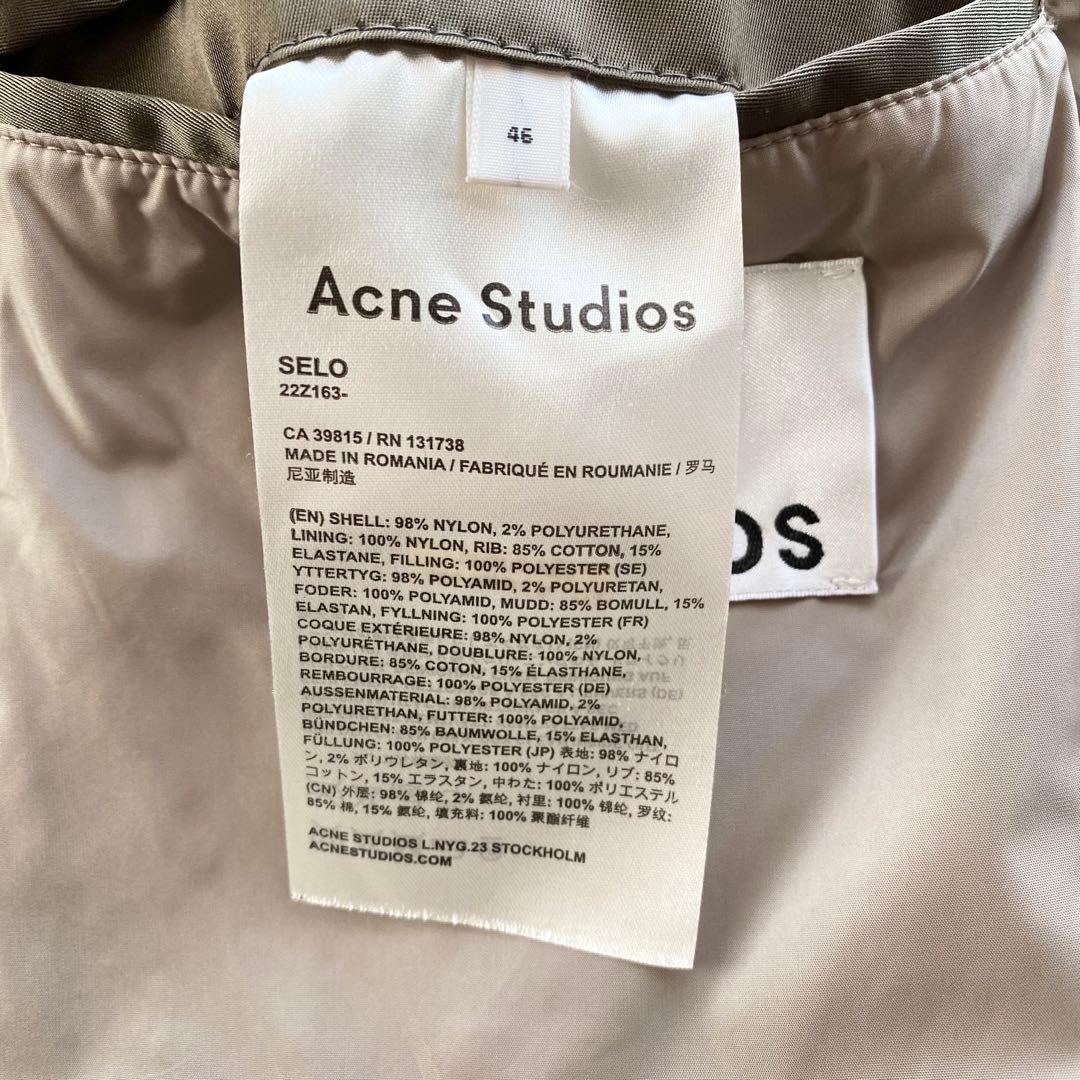 46
Acne Studios
SELO
22Z163-
CA 39815 / RN 131738
MADE IN ROMANIA / FABRIQUÉ EN ROUMANIE / 罗马
尼亚制造
(EN) SHELL: 98% NYLON, 2% POLYURETHANE,
LINING: 100% NYLON, RIB: 85% COTTON, 15%
ELASTANE, FILLING: 100% POLYESTER (SE)
YTTERTYG: 98% POLYAMID, 2% POLYURETAN,
FODER: 100% POLYAMID, MUDD: 85% BOMULL, 15%
ELASTAN, FYLLNING: 100% POLYESTER (FR)
COQUE EXTÉRIEURE: 98% NYLON, 2%
POLYURÉTHANE, DOUBLURE: 100% NYLON,
BORDURE: 85% COTON, 15% ÉLASTHANE,
REMBOURRAGE: 100% POLYESTER (DE)
AUSSENMATERIAL: 98% POLYAMID, 2%
POLYURETHAN, FUTTER: 100% POLYAMID,
BÜNDCHEN: 85% BAUMWOLLE, 15% ELASTHAN,
FÜLLUNG: 100% POLYESTER (JP) 表地: 98% ナイロ
ン, 2% ポリウレタン, 裏地: 100% ナイロン, リブ: 85%
コットン, 15% エラスタン, 中わた: 100% ポリエステル
(CN) 外层: 98% 锦纶, 2% 氨纶, 衬里: 100% 锦纶, 罗纹:
85% 棉, 15% 氨纶, 填充料: 100% 聚酯纤维
ACNE STUDIOS L.NYG.23 STOCKHOLM
ACNESTUDIOS.COM
OS